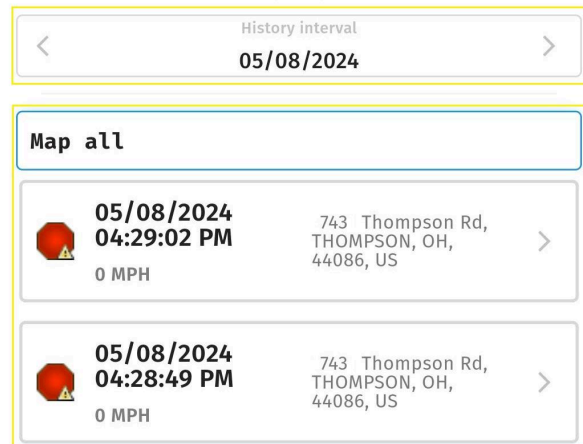 History interval
05/08/2024
Map all
05/08/2024
04:29:02 PM
0 MPH
743 Thompson Rd,
THOMPSON, OH,
44086, US
05/08/2024
04:28:49 PM
0 MPH
743 Thompson Rd,
THOMPSON, OH,
44086, US